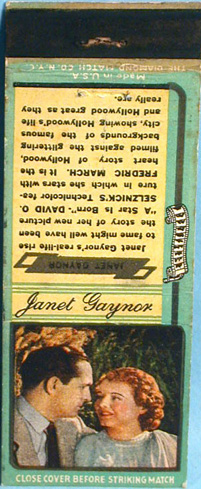 Made in U.S.A.
THE DIAMOND MATCH CO. N.Y.C.
JANET GAYNOR
Janet Gaynor's real-life rise
to fame might well have been
the story of her new picture
"A Star is Born", DAVID O.
SELZNICK'S Technicolor fea-
ture in which she stars with
FREDRIC MARCH. It is the
heart story of Hollywood,
filmed against the glittering
backgrounds of the famous
city, showing Hollywood's life
and Hollywood great as they
really are.
Janet Gaynor
CLOSE COVER BEFORE STRIKING MATCH